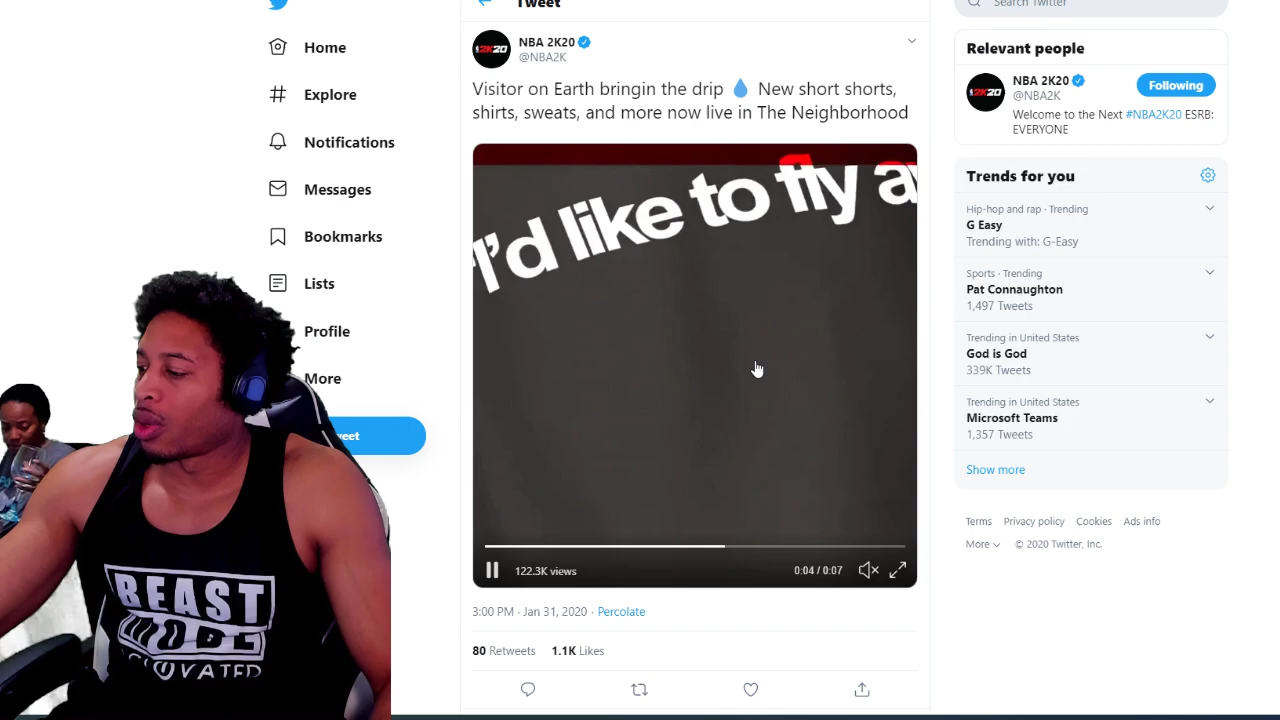 Tweet
Search Twitter
Home
Explore
Notifications
Messages
Bookmarks
Lists
Profile
More
NBA 2K20
@NBA2K
Visitor on Earth bringin the drip 💧 New short shorts,
shirts, sweats, and more now live in The Neighborhood
2K20
"I'd like to fly
122.3K views
0:04 / 0:07
3:00 PM · Jan 31, 2020 · Percolate
80 Retweets
1.1K Likes
Relevant people
2K20
NBA 2K20
@NBA2K
Following
Welcome to the Next #NBA2K20 ESRB:
EVERYONE
Trends for you
Hip-hop and rap · Trending
G Easy
Trending with: G-Easy
Sports · Trending
Pat Connaughton
1,497 Tweets
Trending in United States
God is God
339K Tweets
Trending in United States
Microsoft Teams
1,357 Tweets
Show more
Terms Privacy policy Cookies Ads info
More © 2020 Twitter, Inc.
BEAST
MODE